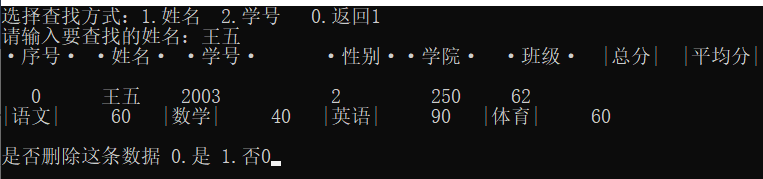 选择查找方式：1.姓名  2.学号   0.返回1
请输入要查找的姓名：王五
·序号· ·姓名· ·学号·       ·性别··学院·   ·班级·  |总分|  |平均分|
0      王五    2003           2         250     62
|语文|     60   |数学|     40   |英语|     90   |体育|     60
是否删除这条数据 0.是 1.否0